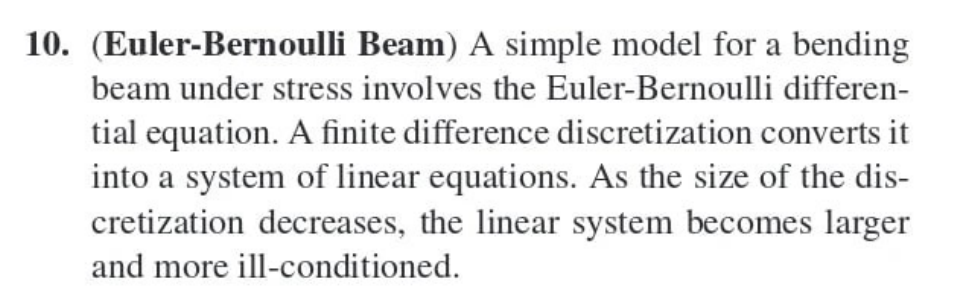 10. (Euler-Bernoulli Beam) A simple model for a bending
beam under stress involves the Euler-Bernoulli differen-
tial equation. A finite difference discretization converts it
into a system of linear equations. As the size of the dis-
cretization decreases, the linear system becomes larger
and more ill-conditioned.